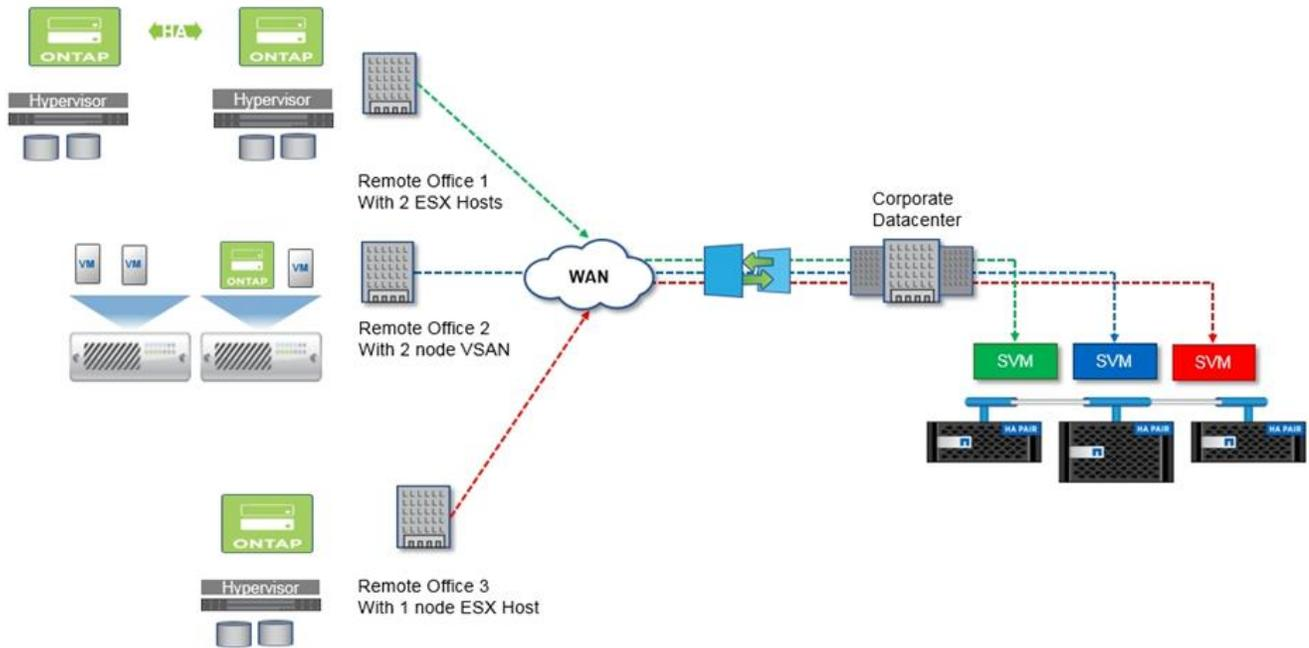 ONTAP
HA
ONTAP
Hypervisor
Hypervisor
Remote Office 1
With 2 ESX Hosts
VM
VM
ONTAP
VM
Remote Office 2
With 2 node VSAN
WAN
Corporate
Datacenter
SVM
SVM
SVM
HA PAIR
HA PAIR
HA PAIR
ONTAP
Hypervisor
Remote Office 3
With 1 node ESX Host